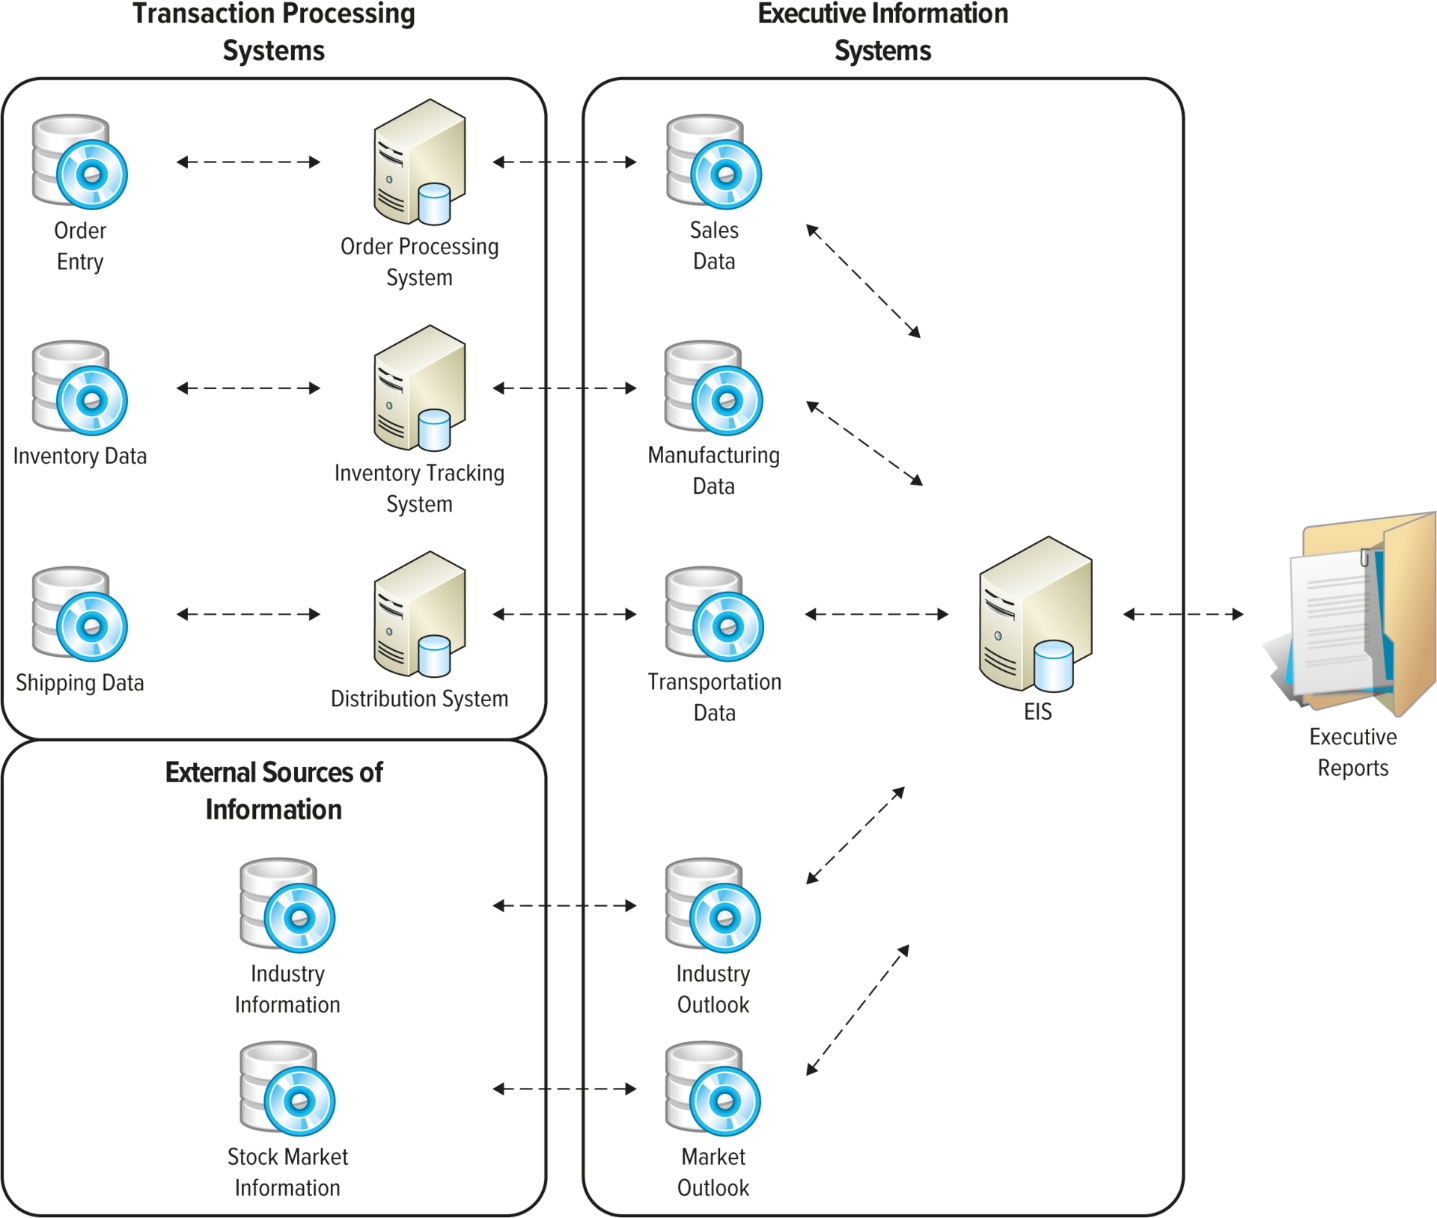 Transaction Processing
Systems
Executive Information
Systems
Order
Entry
Order Processing
System
Sales
Data
Inventory Data
Inventory Tracking
System
Manufacturing
Data
Shipping Data
Distribution System
Transportation
Data
EIS
Executive
Reports
External Sources of
Information
Industry
Information
Industry
Outlook
Stock Market
Information
Market
Outlook